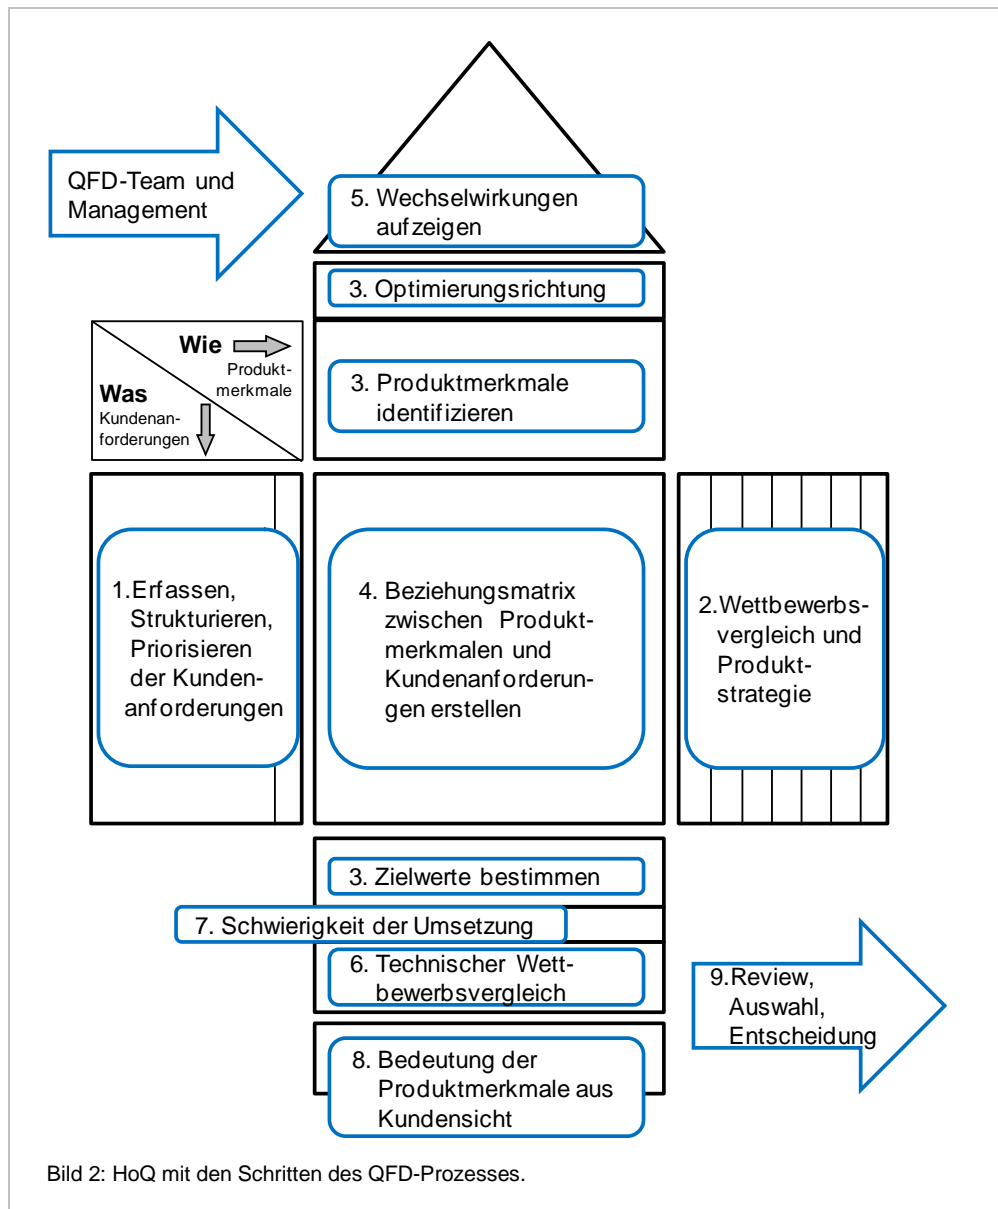 QFD-Team und
Management
5. Wechselwirkungen
aufzeigen
3. Optimierungsrichtung
Wie
Produkt-
merkmale
Was
Kundenan-
forderungen
3. Produktmerkmale
identifizieren
1.Erfassen,
Strukturieren,
Priorisieren
der Kunden-
anforderungen
4. Beziehungsmatrix
zwischen Produkt-
merkmalen und
Kundenanforderun-
gen erstellen
2.Wettbewerbs-
vergleich und
Produkt-
strategie
3. Zielwerte bestimmen
7. Schwierigkeit der Umsetzung
6. Technischer Wett-
bewerbsvergleich
8. Bedeutung der
Produktmerkmale aus
Kundensicht
9.Review,
Auswahl,
Entscheidung
Bild 2: HoQ mit den Schritten des QFD-Prozesses.